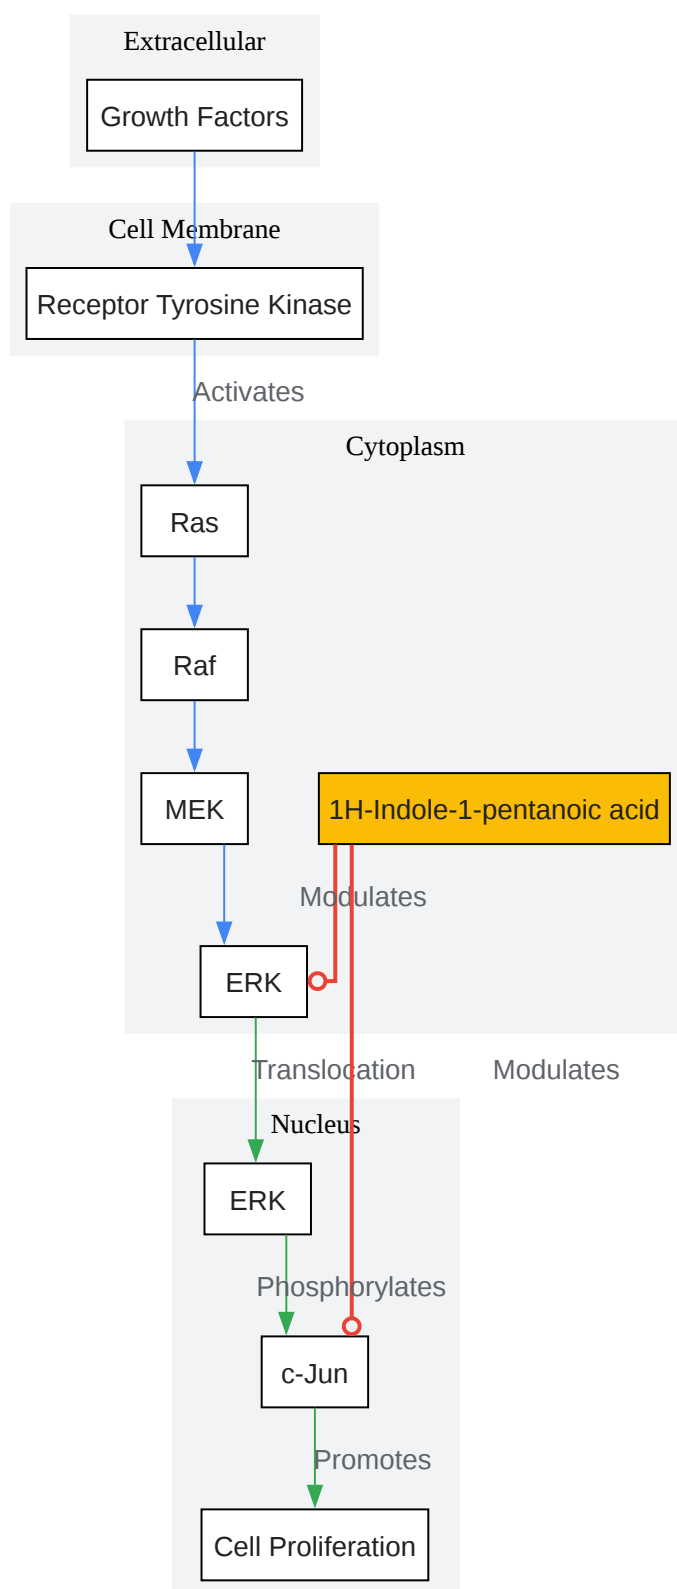 Extracellular
Growth Factors
Cell Membrane
Receptor Tyrosine Kinase
Activates
Cytoplasm
Ras
Raf
MEK
1H-Indole-1-pentanoic acid
Modulates
ERK
Translocation
Modulates
Nucleus
ERK
Phosphorylates
c-Jun
Promotes
Cell Proliferation